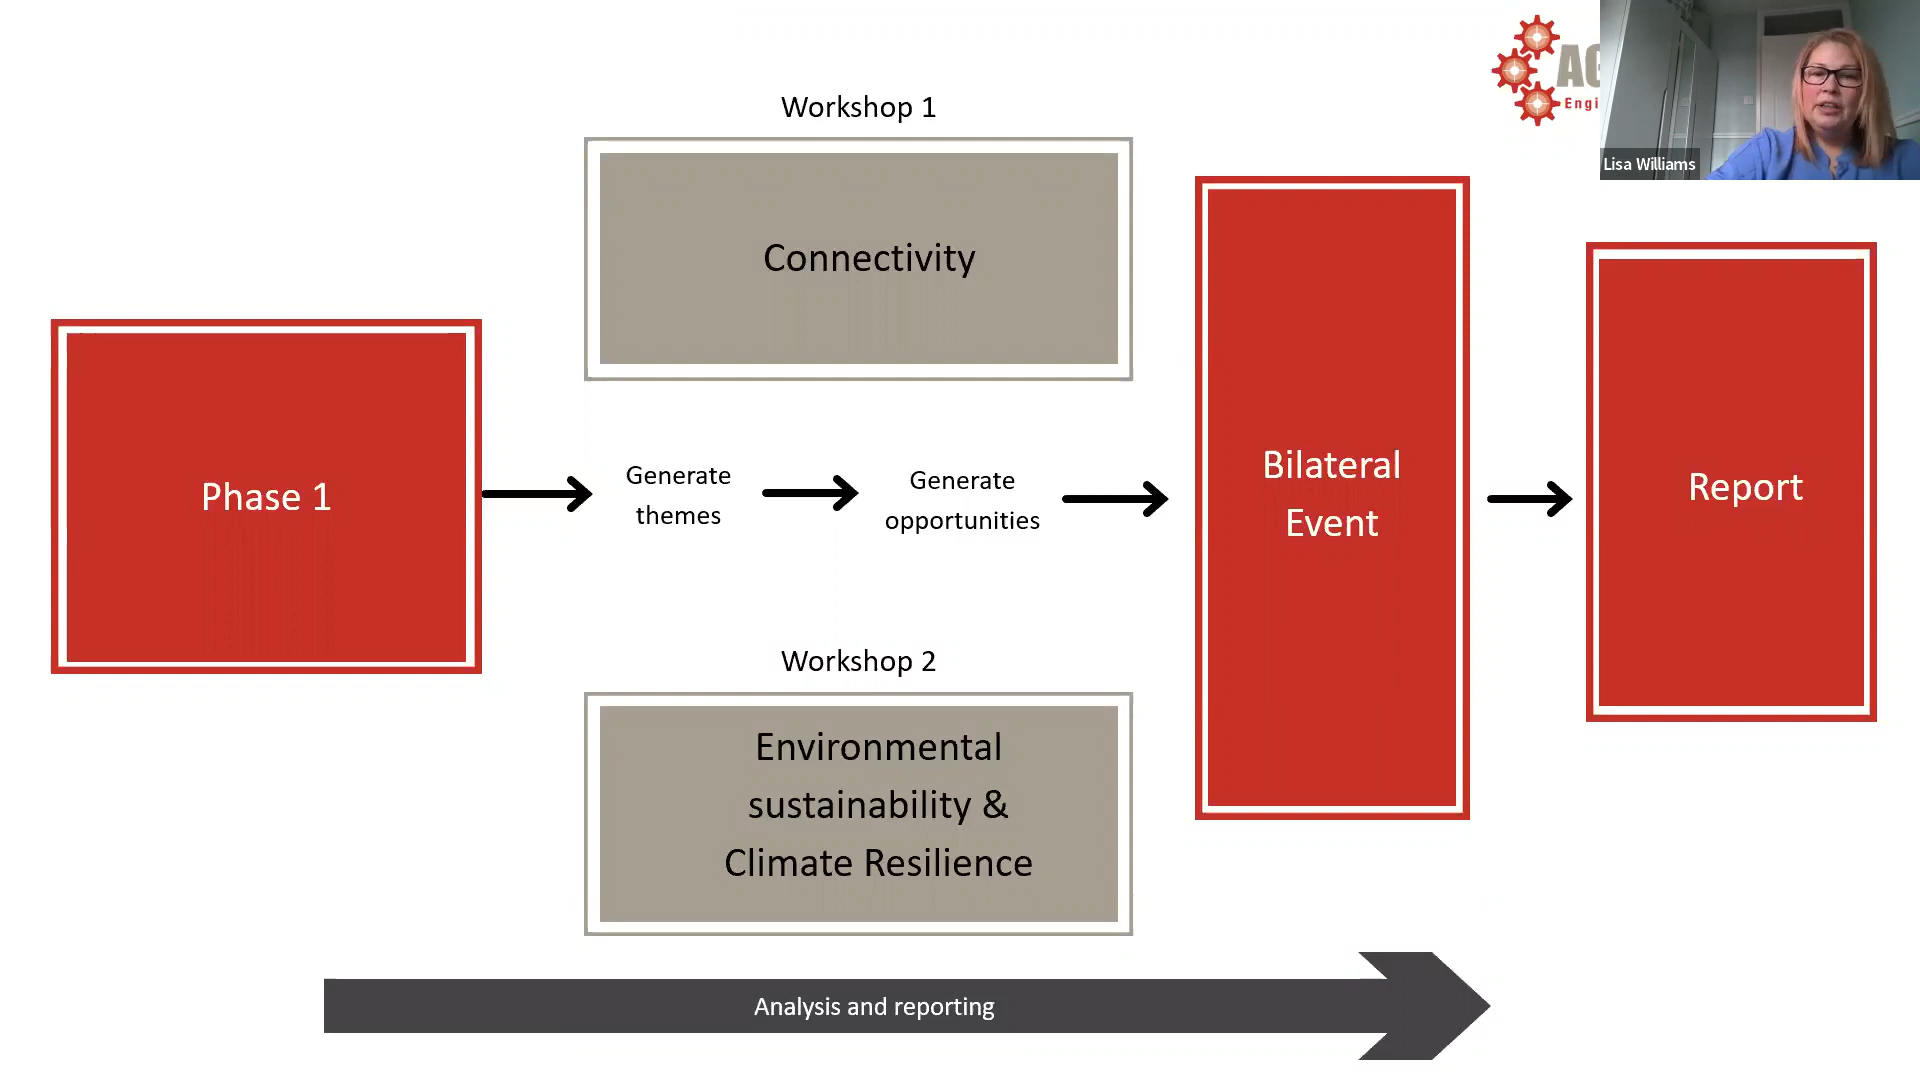 Workshop 1
Connectivity
Phase 1
Generate
themes
Generate
opportunities
Bilateral
Event
Report
Workshop 2
Environmental
sustainability &
Climate Resilience
Analysis and reporting
Lisa Williams